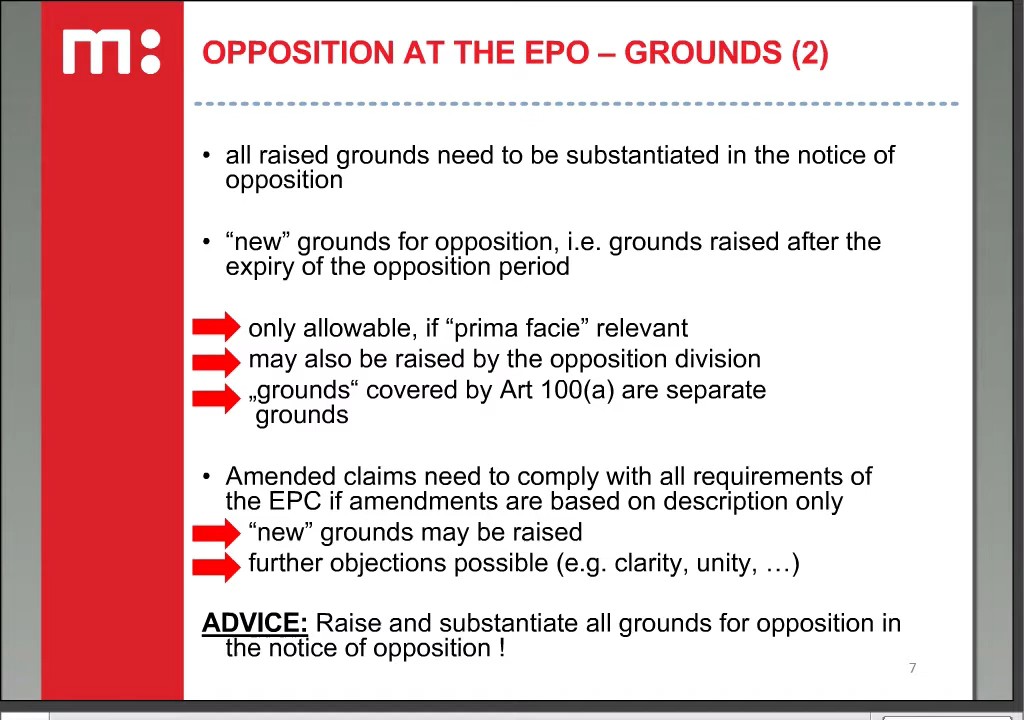 m:
OPPOSITION AT THE EPO – GROUNDS (2)
• all raised grounds need to be substantiated in the notice of
opposition
• “new” grounds for opposition, i.e. grounds raised after the
expiry of the opposition period
only allowable, if “prima facie” relevant
may also be raised by the opposition division
„grounds“ covered by Art 100(a) are separate
grounds
• Amended claims need to comply with all requirements of
the EPC if amendments are based on description only
“new” grounds may be raised
further objections possible (e.g. clarity, unity, …)
ADVICE: Raise and substantiate all grounds for opposition in
the notice of opposition !
7